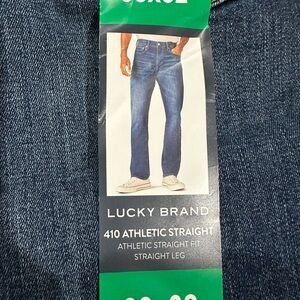 LUCKY BRAND
410 ATHLETIC STRAIGHT
ATHLETIC STRAIGHT FIT
STRAIGHT LEG